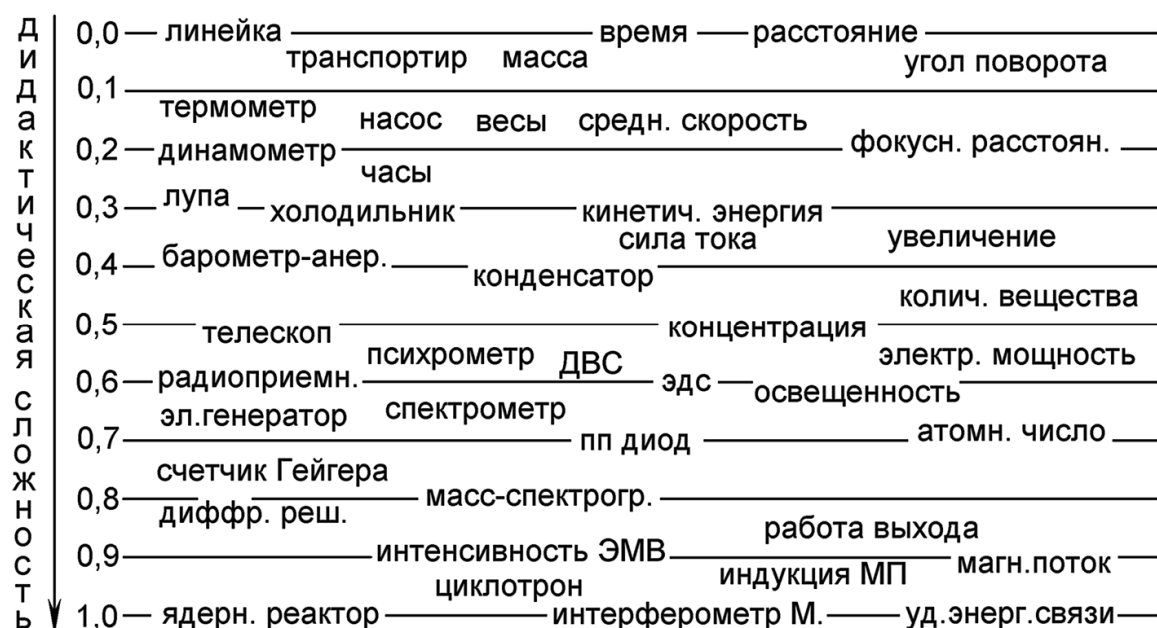 дидактическая сложность
0,0 линейка время расстояние
транспортир масса угол поворота
0,1
термометр насос весы средн. скорость
0,2 динамометр фокусн. расстоян.
часы
лупа
0,3 холодильник кинетич. энергия
сила тока увеличение
0,4 барометр-анер. конденсатор
колич. вещества
0,5 телескоп концентрация
психрометр ДВС электр. мощность
0,6 радиоприемн. эдс освещенность
эл.генератор спектрометр
0,7 пп диод атомн. число
счетчик Гейгера
0,8 масс-спектрогр.
диффр. реш.
работа выхода
0,9 интенсивность ЭМВ магн.поток
циклотрон индукция МП
1,0 ядерн. реактор интерферометр М. уд.энерг.связи